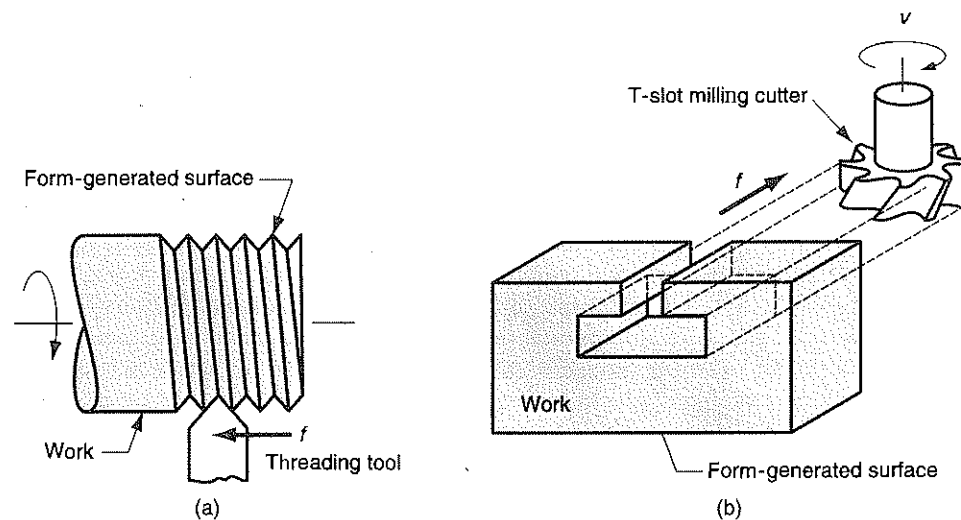 Form-generated surface
Work
f
Threading tool
(a)
v
T-slot milling cutter
f
Work
Form-generated surface
(b)